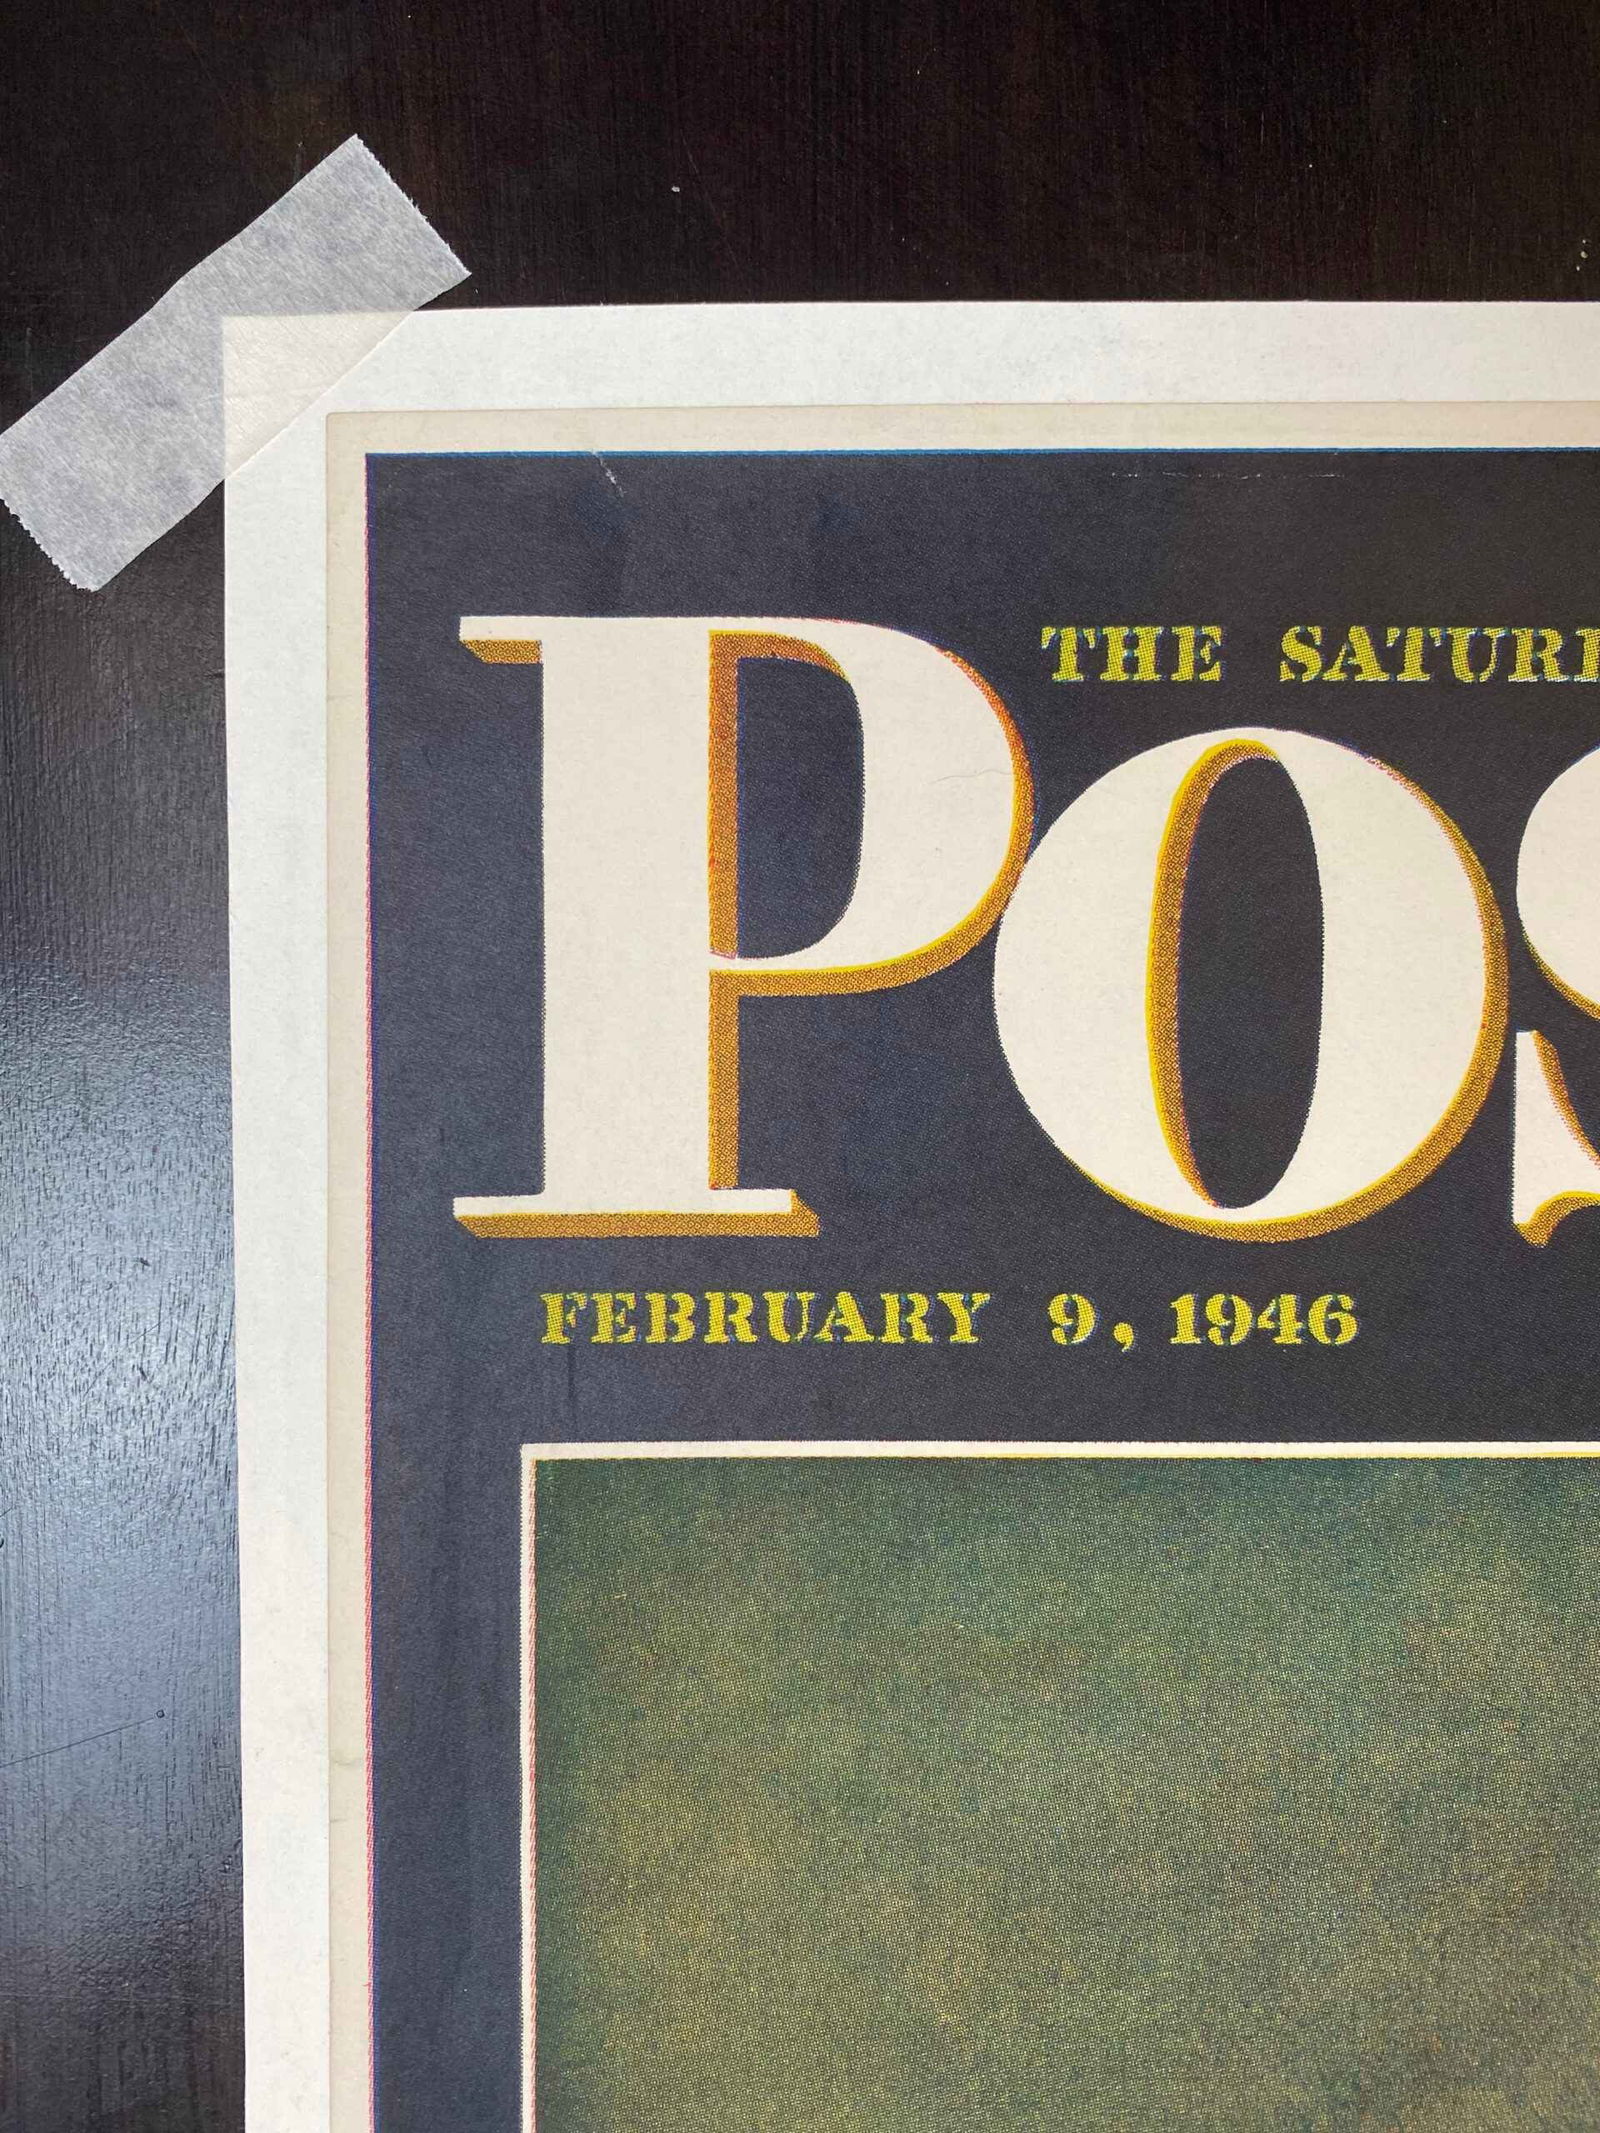 THE SATUR
POS
FEBRUARY 9, 1946